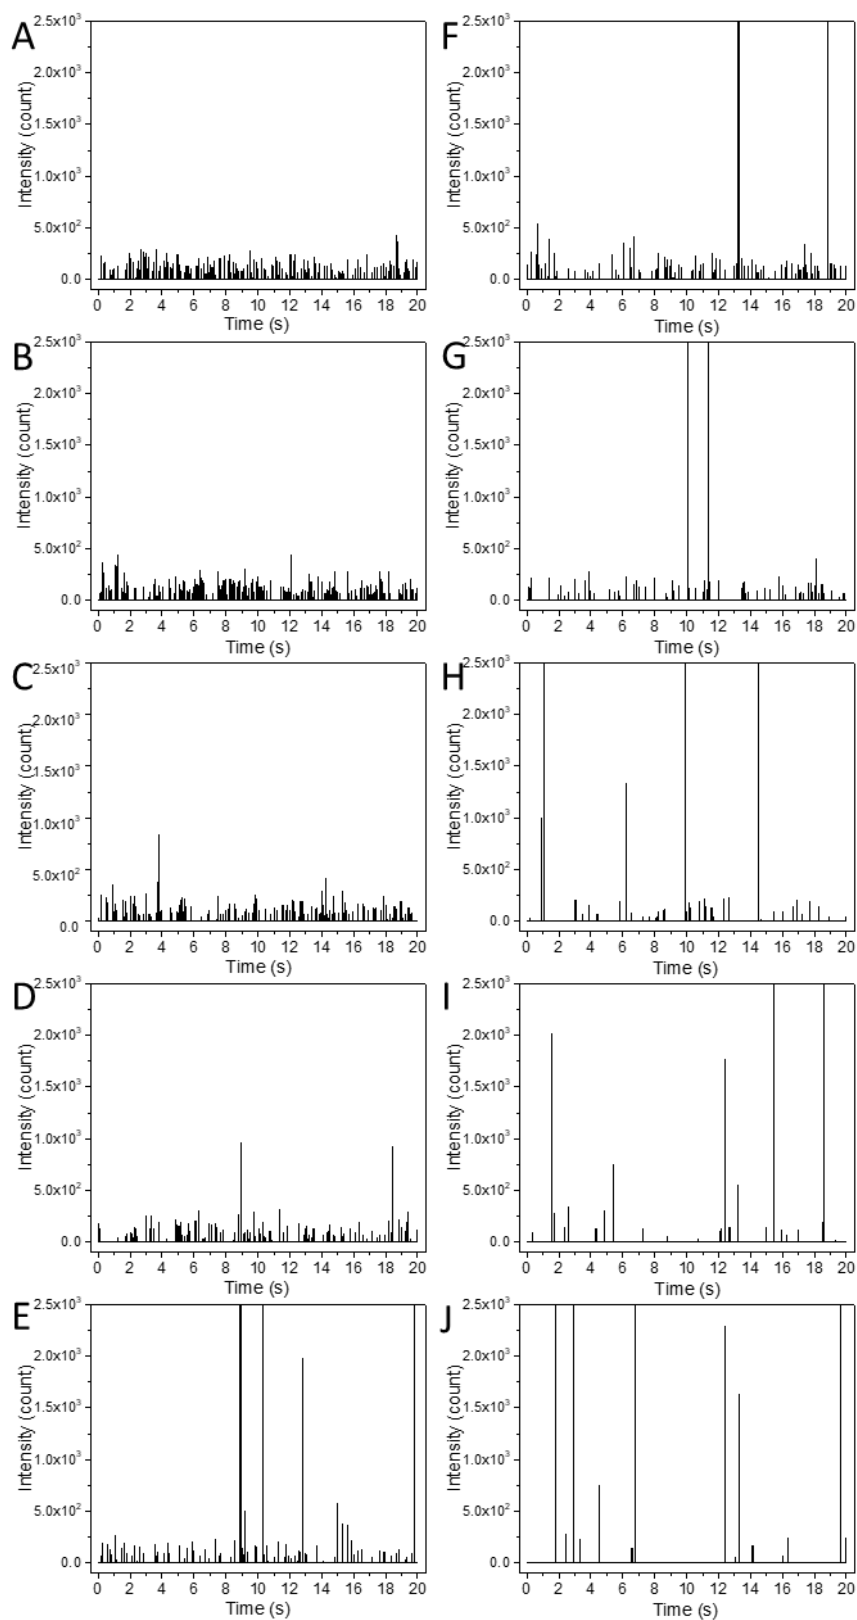 A
Intensity (count)
2.5x10³
2.0x10³
1.5x10³
1.0x10³
5.0x10²
0.0
0 2 4 6 8 10 12 14 16 18 20
Time (s)
B
Intensity (count)
2.5x10³
2.0x10³
1.5x10³
1.0x10³
5.0x10²
0.0
0 2 4 6 8 10 12 14 16 18 20
Time (s)
C
Intensity (count)
2.5x10³
2.0x10³
1.5x10³
1.0x10³
5.0x10²
0.0
0 2 4 6 8 10 12 14 16 18 20
Time (s)
D
Intensity (count)
2.5x10³
2.0x10³
1.5x10³
1.0x10³
5.0x10²
0.0
0 2 4 6 8 10 12 14 16 18 20
Time (s)
E
Intensity (count)
2.5x10³
2.0x10³
1.5x10³
1.0x10³
5.0x10²
0.0
0 2 4 6 8 10 12 14 16 18 20
Time (s)
F
Intensity (count)
2.5x10³
2.0x10³
1.5x10³
1.0x10³
5.0x10²
0.0
0 2 4 6 8 10 12 14 16 18 20
Time (s)
G
Intensity (count)
2.5x10³
2.0x10³
1.5x10³
1.0x10³
5.0x10²
0.0
0 2 4 6 8 10 12 14 16 18 20
Time (s)
H
Intensity (count)
2.5x10³
2.0x10³
1.5x10³
1.0x10³
5.0x10²
0.0
0 2 4 6 8 10 12 14 16 18 20
Time (s)
I
Intensity (count)
2.5x10³
2.0x10³
1.5x10³
1.0x10³
5.0x10²
0.0
0 2 4 6 8 10 12 14 16 18 20
Time (s)
J
Intensity (count)
2.5x10³
2.0x10³
1.5x10³
1.0x10³
5.0x10²
0.0
0 2 4 6 8 10 12 14 16 18 20
Time (s)